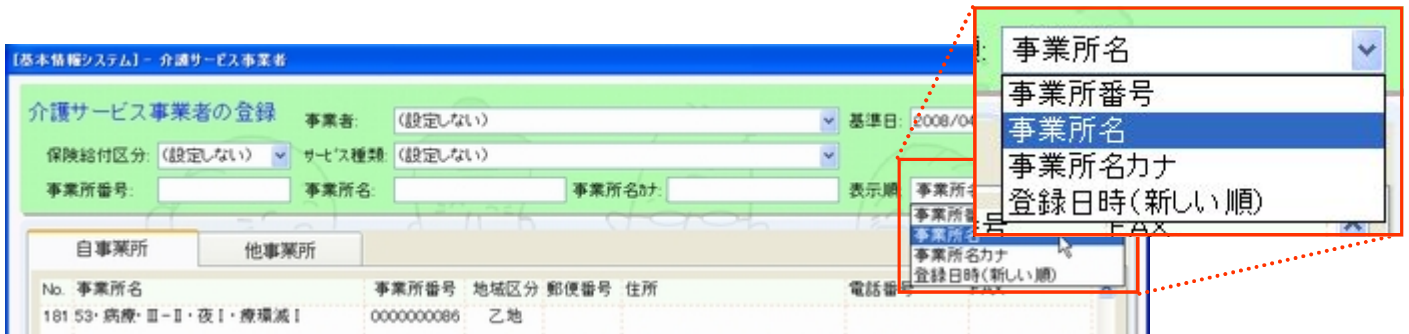 [基本情報システム] - 介護サービス事業者
介護サービス事業者の登録
事業者:
(設定しない)
基準日:
2008/04
保険給付区分:
(設定しない)
サービス種類:
(設定しない)
事業所番号:
事業所名:
事業所名カナ:
表示順
事業所名
事業所番号
事業所名
事業所名カナ
登録日時(新しい順)
順:
事業所名
事業所番号
事業所名
事業所名カナ
登録日時(新しい順)
号
FAX
自事業所
他事業所
No.
事業所名
事業所番号
地域区分
郵便番号
住所
電話番号
181
53・病療・Ⅲ-Ⅱ・夜Ⅰ・療環減Ⅰ
0000000086
乙地